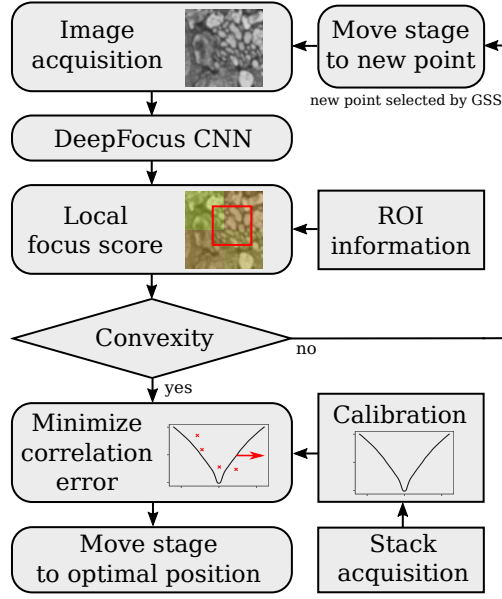 Image
acquisition
Move stage
to new point
new point selected by GSS
DeepFocus CNN
Local
focus score
ROI
information
Convexity
no
yes
Minimize
correlation
error
Calibration
Move stage
to optimal position
Stack
acquisition